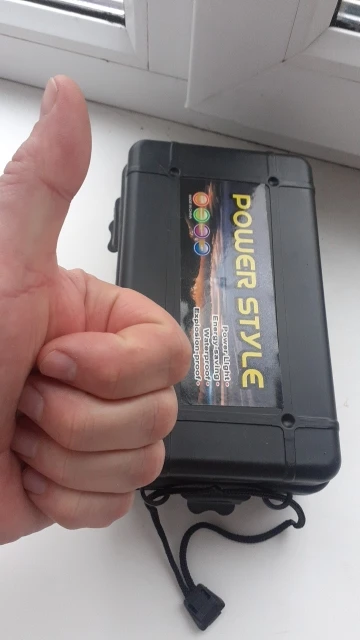 POWER STYLE
Power Light •
Energy-saving •
Waterproof •
Explosion-proof •